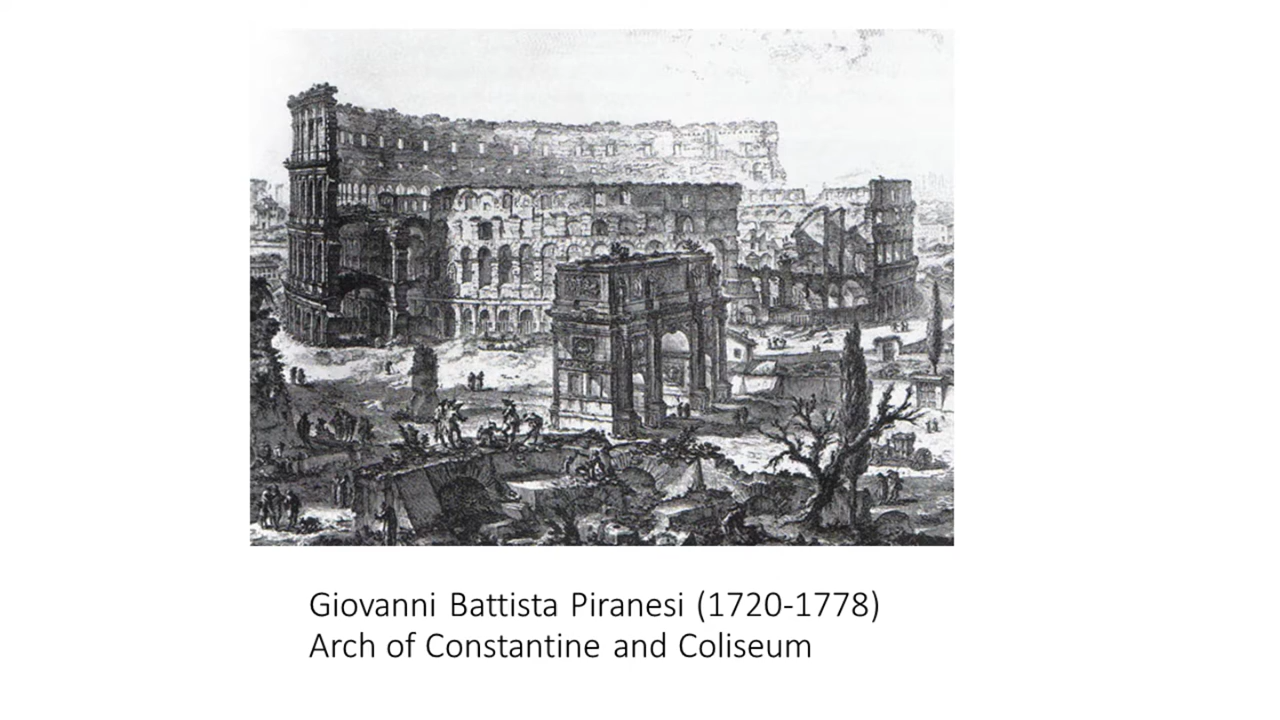 Giovanni Battista Piranesi (1720-1778)
Arch of Constantine and Coliseum